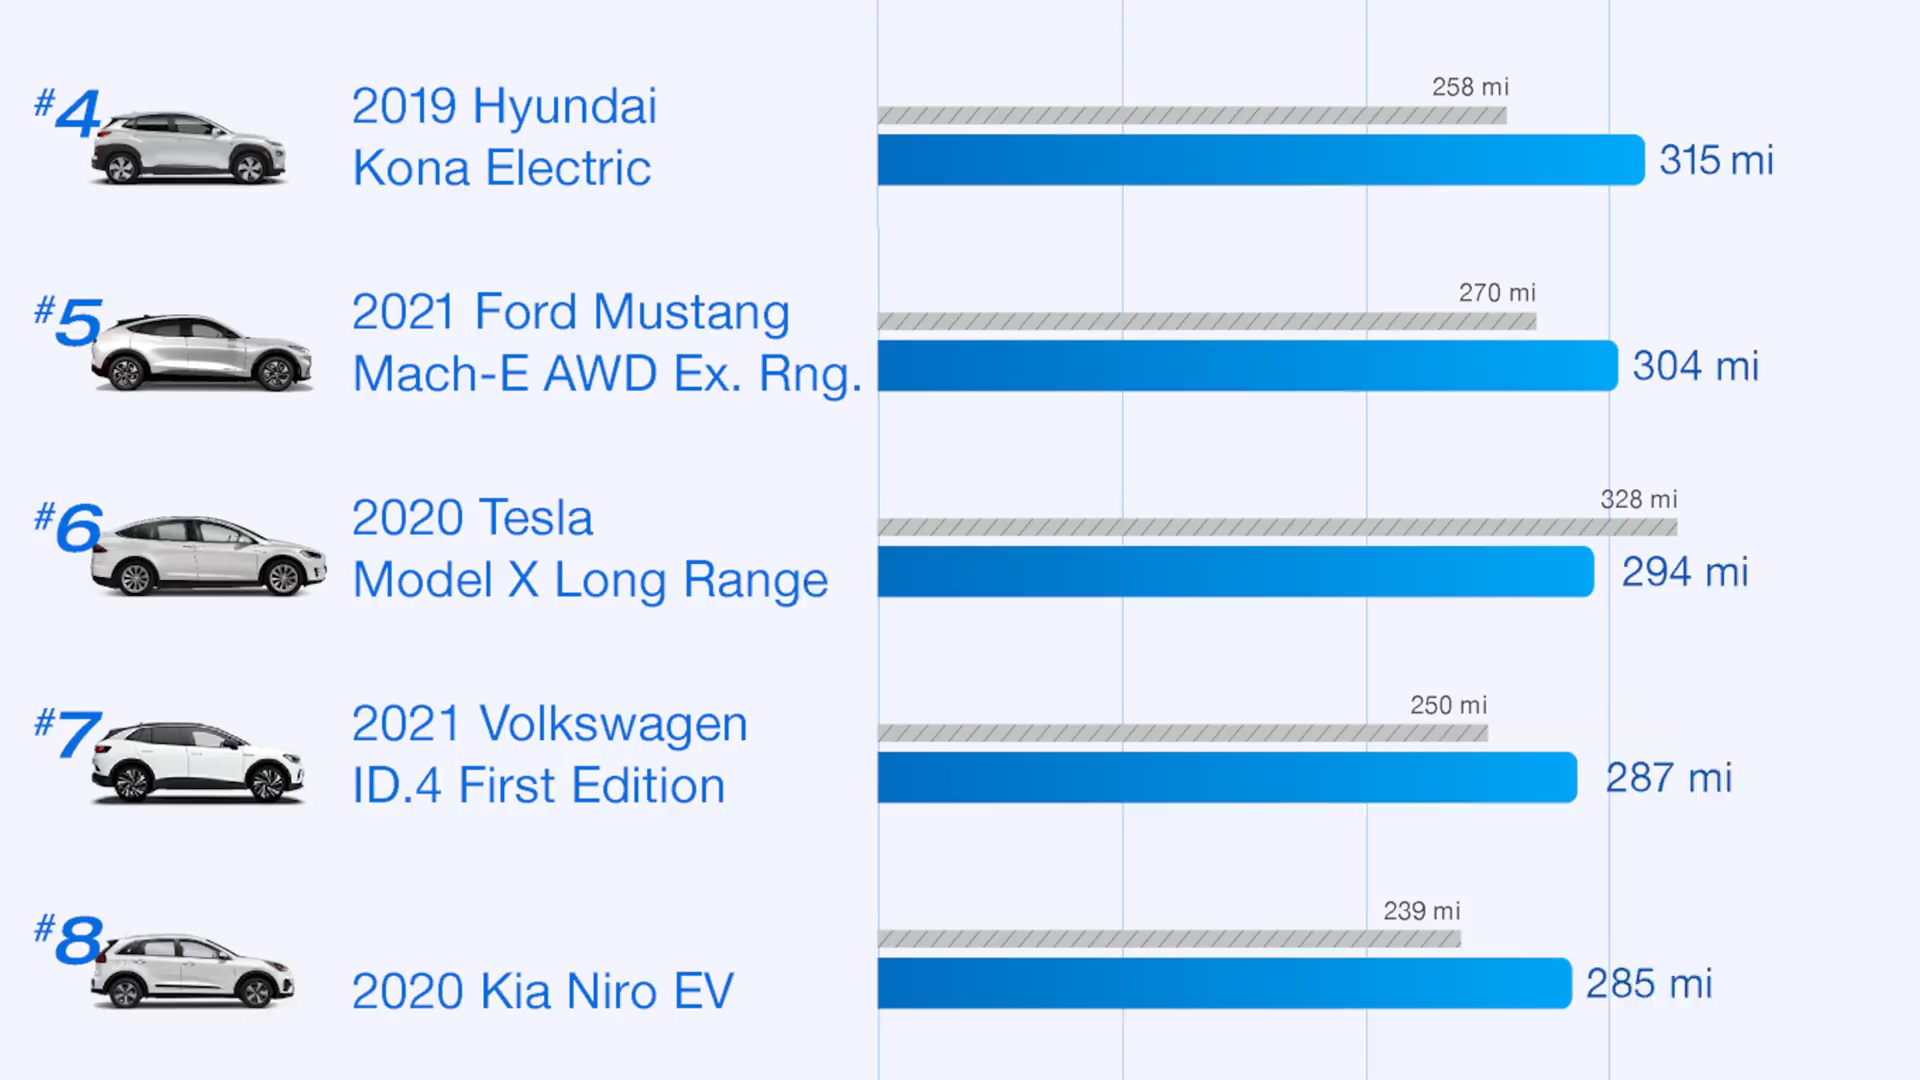 #4
2019 Hyundai
Kona Electric
258 mi
315 mi
#5
2021 Ford Mustang
Mach-E AWD Ex. Rng.
270 mi
304 mi
#6
2020 Tesla
Model X Long Range
328 mi
294 mi
#7
2021 Volkswagen
ID.4 First Edition
250 mi
287 mi
#8
2020 Kia Niro EV
239 mi
285 mi